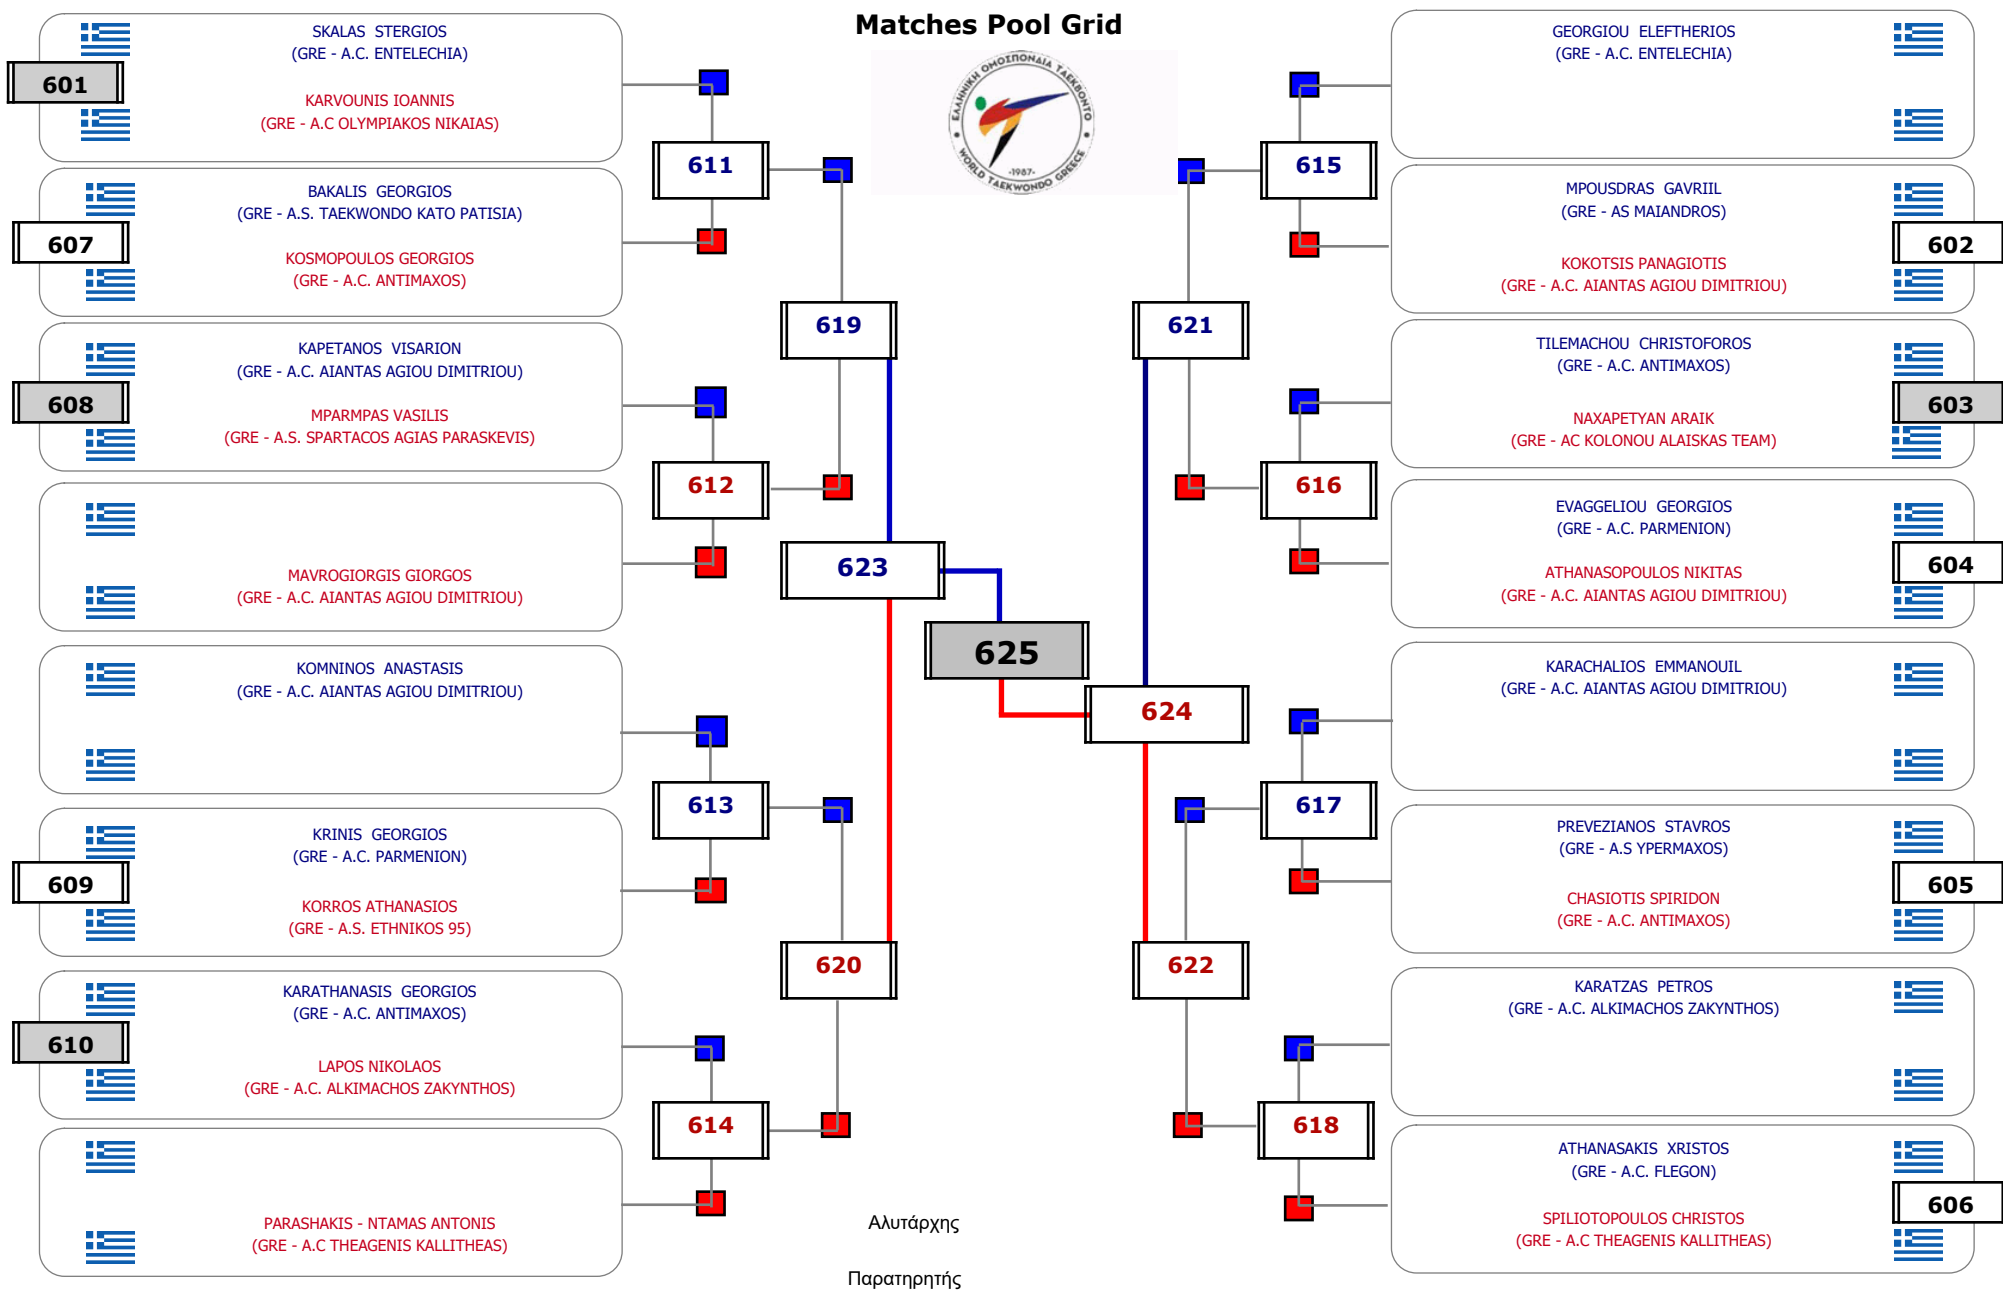 Matches Pool Grid
ΕΛΛΗΝΙΚΗ ΟΜΟΣΠΟΝΔΙΑ ΤΑΕΚΒΟΝΤΟ
WORLD TAEKWONDO GREECE
-1987-
SKALAS STERGIOS
(GRE - A.C. ENTELECHIA)
601
KARVOUNIS IOANNIS
(GRE - A.C OLYMPIAKOS NIKAIAS)
BAKALIS GEORGIOS
(GRE - A.S. TAEKWONDO KATO PATISIA)
607
KOSMOPOULOS GEORGIOS
(GRE - A.C. ANTIMAXOS)
KAPETANOS VISARION
(GRE - A.C. AIANTAS AGIOU DIMITRIOU)
608
MPARMPAS VASILIS
(GRE - A.S. SPARTACOS AGIAS PARASKEVIS)
MAVROGIORGIS GIORGOS
(GRE - A.C. AIANTAS AGIOU DIMITRIOU)
KOMNINOS ANASTASIS
(GRE - A.C. AIANTAS AGIOU DIMITRIOU)
KRINIS GEORGIOS
(GRE - A.C. PARMENION)
609
KORROS ATHANASIOS
(GRE - A.S. ETHNIKOS 95)
KARATHANASIS GEORGIOS
(GRE - A.C. ANTIMAXOS)
610
LAPOS NIKOLAOS
(GRE - A.C. ALKIMACHOS ZAKYNTHOS)
PARASHAKIS - NTAMAS ANTONIS
(GRE - A.C THEAGENIS KALLITHEAS)
611
612
613
614
619
620
623
625
624
621
622
615
616
617
618
GEORGIOU ELEFTHERIOS
(GRE - A.C. ENTELECHIA)
MPOUSDRAS GAVRIIL
(GRE - AS MAIANDROS)
602
KOKOTSIS PANAGIOTIS
(GRE - A.C. AIANTAS AGIOU DIMITRIOU)
TILEMACHOU CHRISTOFOROS
(GRE - A.C. ANTIMAXOS)
603
NAXAPETYAN ARAIK
(GRE - AC KOLONOU ALAISKAS TEAM)
EVAGGELIOU GEORGIOS
(GRE - A.C. PARMENION)
604
ATHANASOPOULOS NIKITAS
(GRE - A.C. AIANTAS AGIOU DIMITRIOU)
KARACHALIOS EMMANOUIL
(GRE - A.C. AIANTAS AGIOU DIMITRIOU)
PREVEZIANOS STAVROS
(GRE - A.S YPERMAXOS)
605
CHASIOTIS SPIRIDON
(GRE - A.C. ANTIMAXOS)
KARATZAS PETROS
(GRE - A.C. ALKIMACHOS ZAKYNTHOS)
ATHANASAKIS XRISTOS
(GRE - A.C. FLEGON)
606
SPILIOTOPOULOS CHRISTOS
(GRE - A.C THEAGENIS KALLITHEAS)
Αλυτάρχης
Παρατηρητής